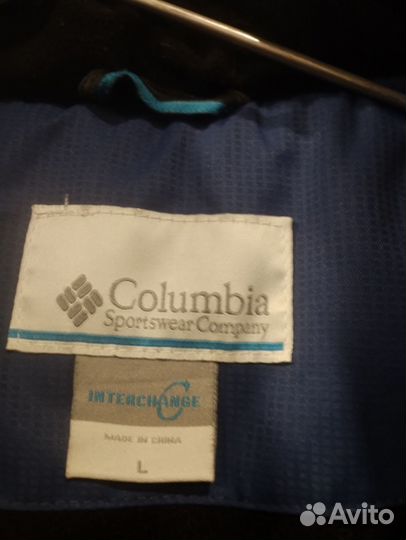 Columbia
Sportswear Company
INTERCHANGE
MADE IN CHINA
L
Avito